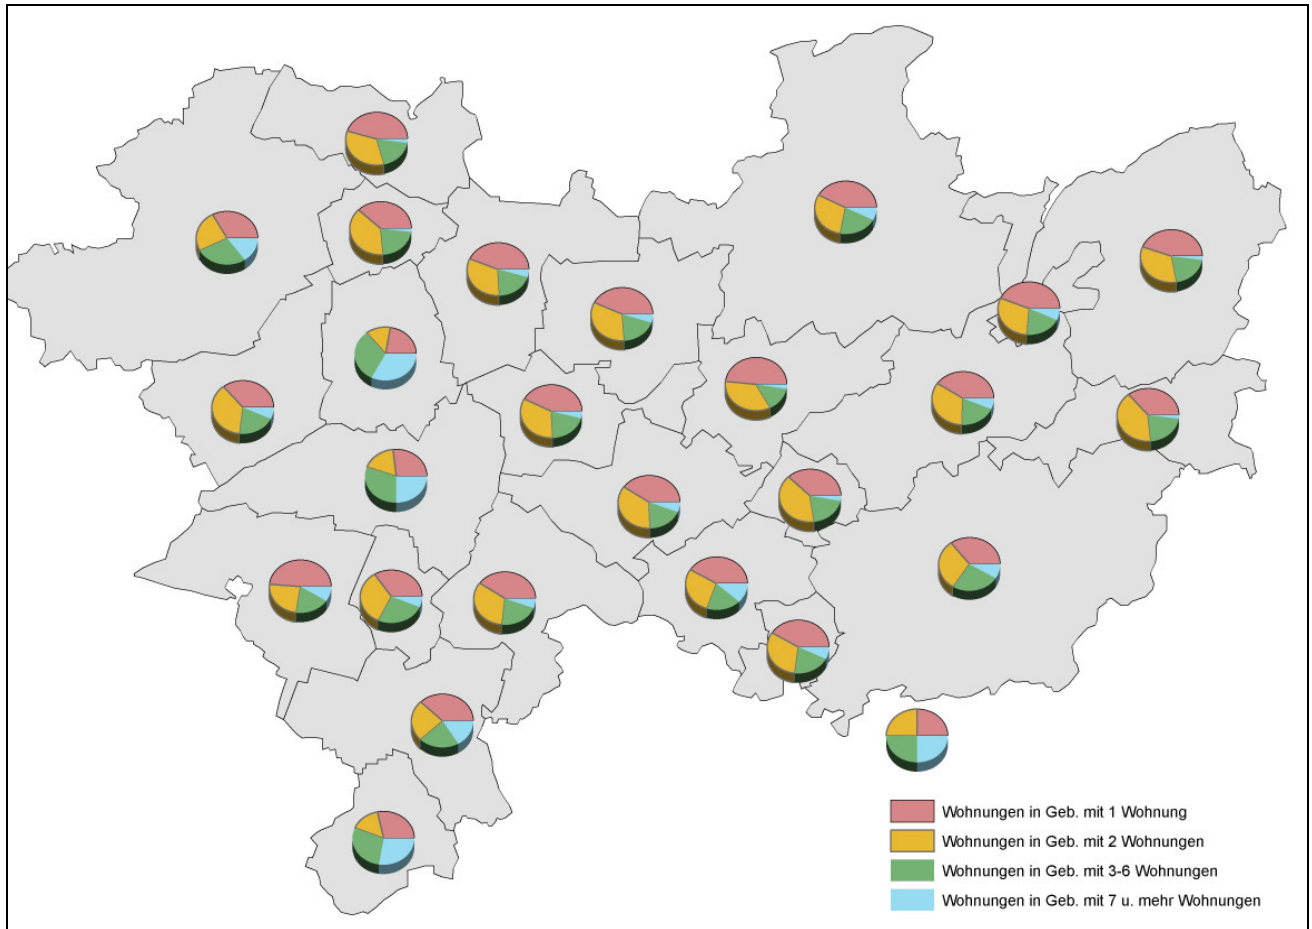 Wohnungen in Geb. mit 1 Wohnung
Wohnungen in Geb. mit 2 Wohnungen
Wohnungen in Geb. mit 3-6 Wohnungen
Wohnungen in Geb. mit 7 u. mehr Wohnungen